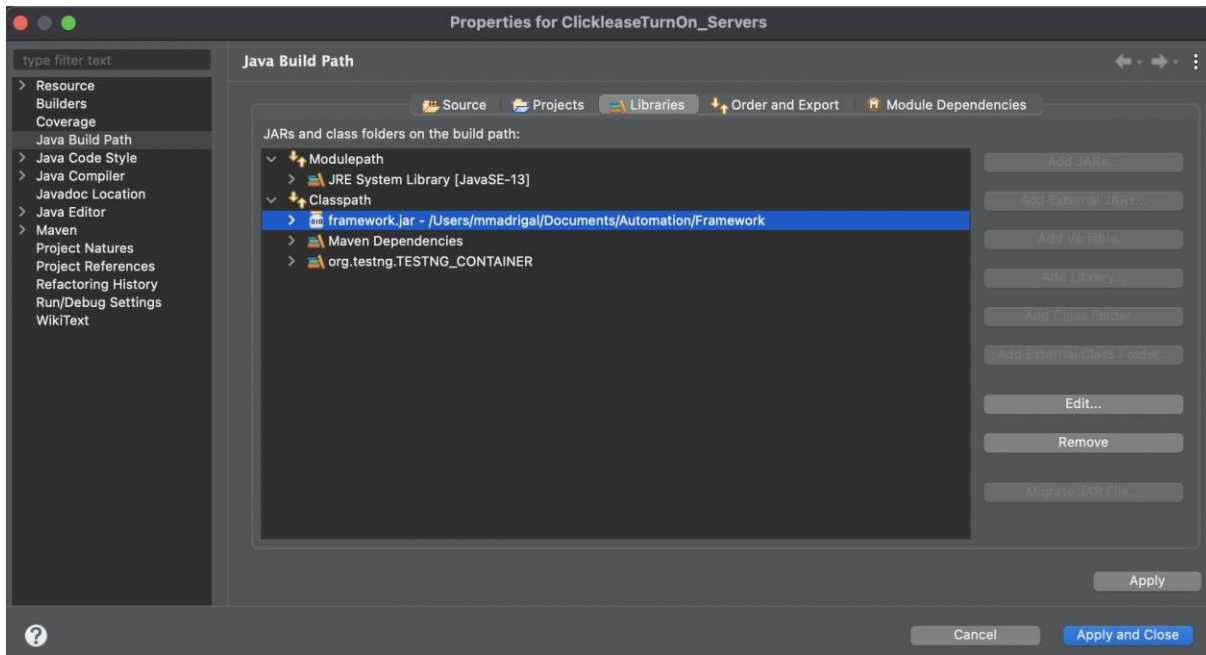 Properties for ClickleaseTurnOn_Servers
type filter text
Resource
Builders
Coverage
Java Build Path
Java Code Style
Java Compiler
Javadoc Location
Java Editor
Maven
Project Natures
Project References
Refactoring History
Run/Debug Settings
WikiText
Java Build Path
Source Projects Libraries Order and Export Module Dependencies
JARs and class folders on the build path:
Modulepath
JRE System Library [JavaSE-13]
Classpath
framework.jar - /Users/mmadrigal/Documents/Automation/Framework
Maven Dependencies
org.testng.TESTNG_CONTAINER
Add JARs...
Add External JARs...
Add Variable...
Add Library...
Add Class Folder...
Add External Class Folder...
Edit...
Remove
Migrate JAR File...
Apply
Cancel Apply and Close